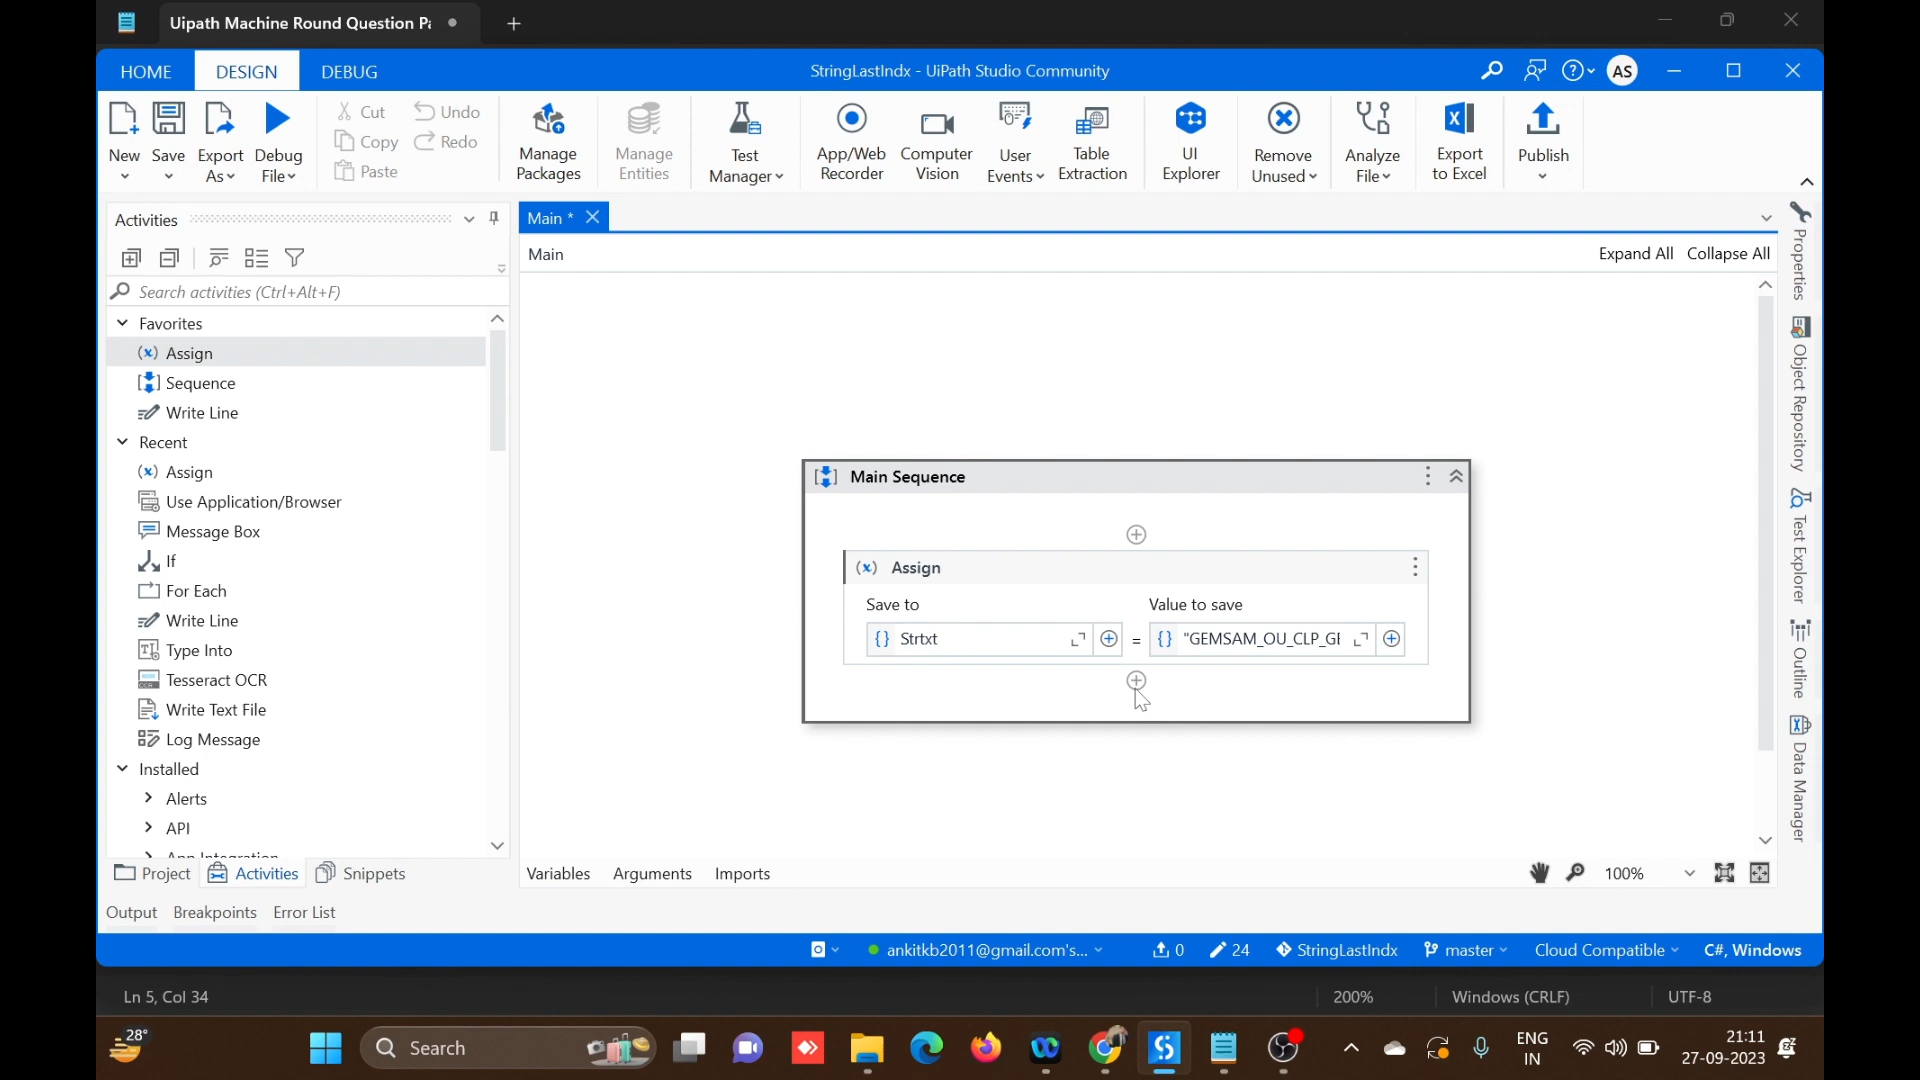 Uipath Machine Round Question Pa
HOME DESIGN DEBUG
StringLastIndx - UiPath Studio Community
AS
New
Save
Export As
Debug File
Cut
Copy
Paste
Undo
Redo
Manage Packages
Manage Entities
Test Manager
App/Web Recorder
Computer Vision
User Events
Table Extraction
UI Explorer
Remove Unused
Analyze File
Export to Excel
Publish
Activities
Search activities (Ctrl+Alt+F)
Favorites
(x) Assign
Sequence
Write Line
Recent
(x) Assign
Use Application/Browser
Message Box
If
For Each
Write Line
Type Into
Tesseract OCR
Write Text File
Log Message
Installed
Alerts
API
App Integration
Project Activities Snippets
Output Breakpoints Error List
Main *
Main
Expand All Collapse All
Main Sequence
(x) Assign
Save to
Value to save
{} Strtxt = {} "GEMSAM_OU_CLP_GE
Variables Arguments Imports
100%
Properties
Object Repository
Test Explorer
Outline
Data Manager
ankitkb2011@gmail.com's... 0 24 StringLastIndx master Cloud Compatible C#, Windows
Ln 5, Col 34 200% Windows (CRLF) UTF-8
28°
Search
ENG
IN
21:11
27-09-2023